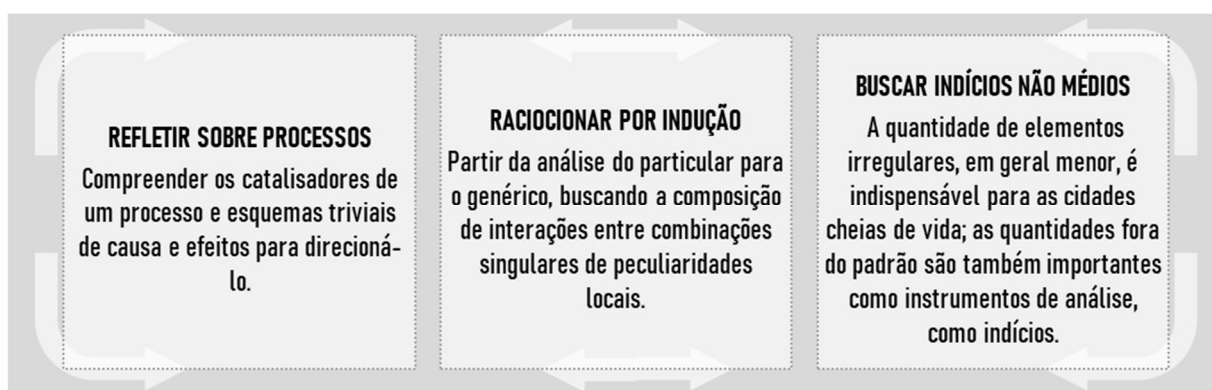 REFLETIR SOBRE PROCESSOS
Compreender os catalisadores de
um processo e esquemas triviais
de causa e efeitos para direcioná-
lo.
RACIOCIONAR POR INDUÇÃO
Partir da análise do particular para
o genérico, buscando a composição
de interações entre combinações
singulares de peculiaridades
locais.
BUSCAR INDÍCIOS NÃO MÉDIOS
A quantidade de elementos
irregulares, em geral menor, é
indispensável para as cidades
cheias de vida; as quantidades fora
do padrão são também importantes
como instrumentos de análise,
como indícios.